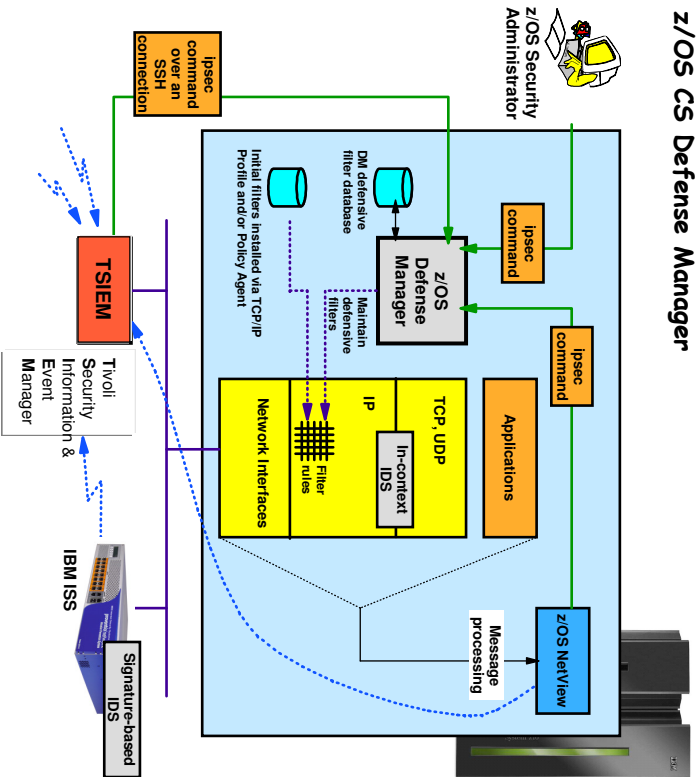 z/OS CS Defense Manager
z/OS Security
Administrator
ipsec
command
over an
SSH
connection
ipsec
command
ipsec
command
DM defensive
filter database
z/OS
Defense
Manager
Initial filters installed via TCP/IP
Profile and/or Policy Agent
Maintain
defensive
filters
Applications
TCP, UDP
In-context
IDS
IP
Filter
rules
Network Interfaces
z/OS NetView
Message
processing
TSIEM
Tivoli
Security
Information &
Event
Manager
IBM ISS
Signature-based
IDS